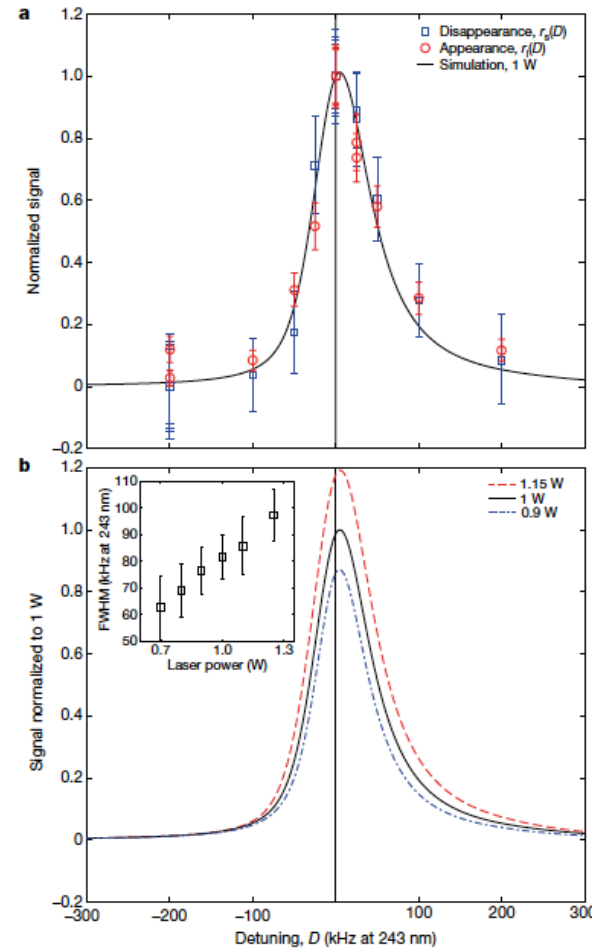 a
1.2
1.0
0.8
0.6
0.4
0.2
0
–0.2
Normalized signal
Disappearance, rs(D)
Appearance, ri(D)
Simulation, 1 W
b
1.2
1.0
0.8
0.6
0.4
0.2
0
–0.2
Signal normalized to 1 W
1.15 W
1 W
0.9 W
110
100
90
80
70
60
50
FWHM (kHz at 243 nm)
0.7 1.0 1.3
Laser power (W)
–300 –200 –100 0 100 200 300
Detuning, D (kHz at 243 nm)